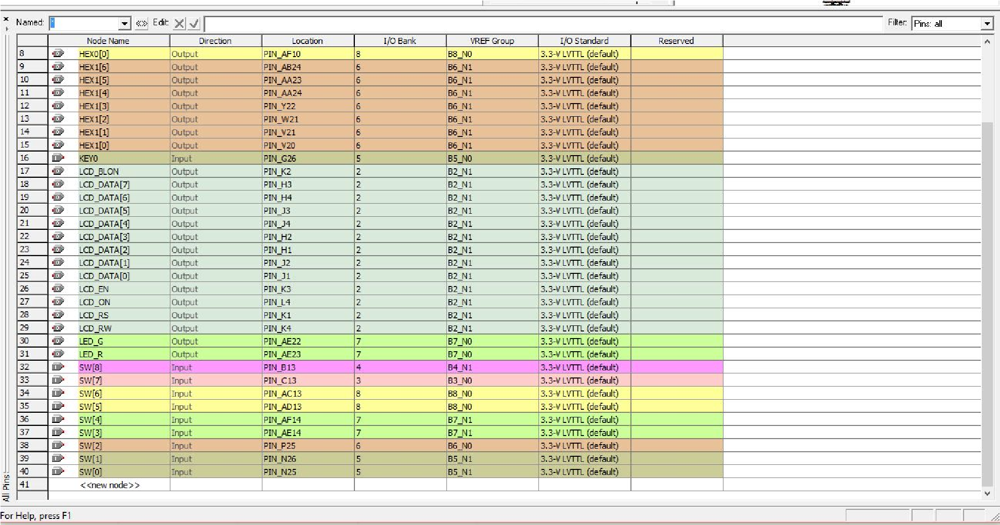 Named: * «» Edit: Filter: Pins: all
Node Name Direction Location I/O Bank VREF Group I/O Standard Reserved
8 HEX0[0] Output PIN_AF10 8 B8_N0 3.3-V LVTTL (default)
9 HEX1[6] Output PIN_AB24 6 B6_N1 3.3-V LVTTL (default)
10 HEX1[5] Output PIN_AA23 6 B6_N1 3.3-V LVTTL (default)
11 HEX1[4] Output PIN_AA24 6 B6_N1 3.3-V LVTTL (default)
12 HEX1[3] Output PIN_Y22 6 B6_N1 3.3-V LVTTL (default)
13 HEX1[2] Output PIN_W21 6 B6_N1 3.3-V LVTTL (default)
14 HEX1[1] Output PIN_V21 6 B6_N1 3.3-V LVTTL (default)
15 HEX1[0] Output PIN_V20 6 B6_N1 3.3-V LVTTL (default)
16 KEY0 Input PIN_G26 5 B5_N0 3.3-V LVTTL (default)
17 LCD_BLON Output PIN_K2 2 B2_N1 3.3-V LVTTL (default)
18 LCD_DATA[7] Output PIN_H3 2 B2_N1 3.3-V LVTTL (default)
19 LCD_DATA[6] Output PIN_H4 2 B2_N1 3.3-V LVTTL (default)
20 LCD_DATA[5] Output PIN_J3 2 B2_N1 3.3-V LVTTL (default)
21 LCD_DATA[4] Output PIN_J4 2 B2_N1 3.3-V LVTTL (default)
22 LCD_DATA[3] Output PIN_H2 2 B2_N1 3.3-V LVTTL (default)
23 LCD_DATA[2] Output PIN_H1 2 B2_N1 3.3-V LVTTL (default)
24 LCD_DATA[1] Output PIN_J2 2 B2_N1 3.3-V LVTTL (default)
25 LCD_DATA[0] Output PIN_J1 2 B2_N1 3.3-V LVTTL (default)
26 LCD_EN Output PIN_K3 2 B2_N1 3.3-V LVTTL (default)
27 LCD_ON Output PIN_L4 2 B2_N1 3.3-V LVTTL (default)
28 LCD_RS Output PIN_K1 2 B2_N1 3.3-V LVTTL (default)
29 LCD_RW Output PIN_K4 2 B2_N1 3.3-V LVTTL (default)
30 LED_G Output PIN_AE22 7 B7_N0 3.3-V LVTTL (default)
31 LED_R Output PIN_AE23 7 B7_N0 3.3-V LVTTL (default)
32 SW[8] Input PIN_B13 4 B4_N1 3.3-V LVTTL (default)
33 SW[7] Input PIN_C13 3 B3_N0 3.3-V LVTTL (default)
34 SW[6] Input PIN_AC13 8 B8_N0 3.3-V LVTTL (default)
35 SW[5] Input PIN_AD13 8 B8_N0 3.3-V LVTTL (default)
36 SW[4] Input PIN_AF14 7 B7_N1 3.3-V LVTTL (default)
37 SW[3] Input PIN_AE14 7 B7_N1 3.3-V LVTTL (default)
38 SW[2] Input PIN_P25 6 B6_N0 3.3-V LVTTL (default)
39 SW[1] Input PIN_N26 5 B5_N1 3.3-V LVTTL (default)
40 SW[0] Input PIN_N25 5 B5_N1 3.3-V LVTTL (default)
41 <<new node>>
All Pins
For Help, press F1